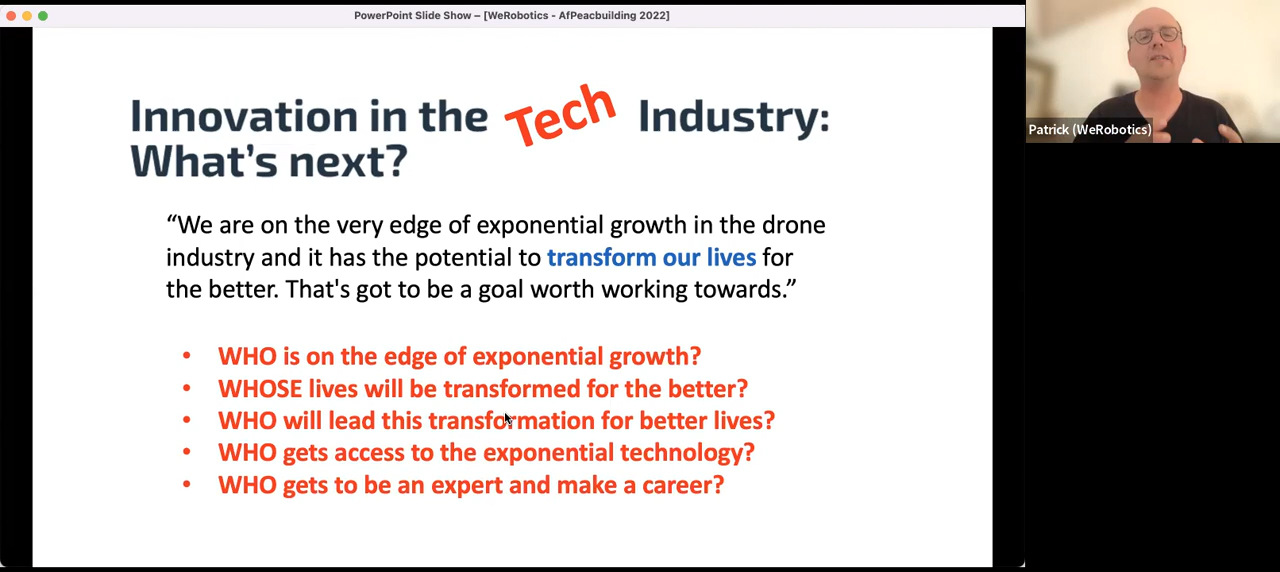 PowerPoint Slide Show – [WeRobotics - AfPeacbuilding 2022]
Innovation in the Tech Industry:
What's next?
“We are on the very edge of exponential growth in the drone
industry and it has the potential to transform our lives for
the better. That's got to be a goal worth working towards.”
• WHO is on the edge of exponential growth?
• WHOSE lives will be transformed for the better?
• WHO will lead this transformation for better lives?
• WHO gets access to the exponential technology?
• WHO gets to be an expert and make a career?
Patrick (WeRobotics)